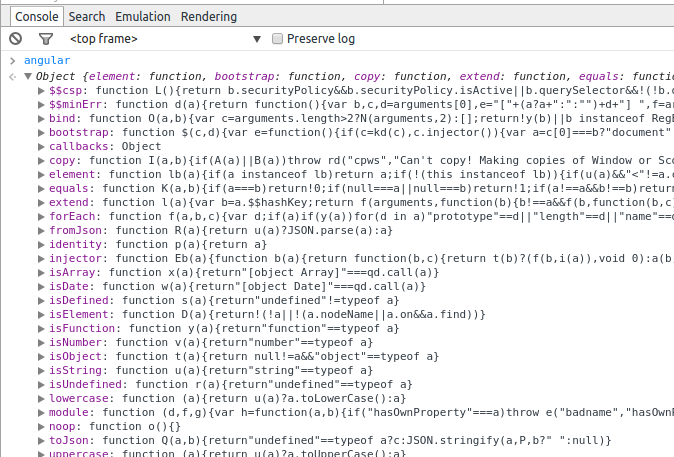 Console Search Emulation Rendering
<top frame> Preserve log
angular
Object {element: function, bootstrap: function, copy: function, extend: function, equals: function
$$csp: function L(){return b.securityPolicy&&b.securityPolicy.isActive||b.querySelector&&!(!b.q
$$minErr: function d(a){return function(){var b,c,d=arguments[0],e="["+(a?a+":":"")+d+"] ",f=ar
bind: function O(a,b){var c=arguments.length>2?N(arguments,2):[];return!y(b)||b instanceof RegE
bootstrap: function $(c,d){var e=function(){if(c=kd(c),c.injector()){var a=c[0]===b?"document"
callbacks: Object
copy: function I(a,b){if(A(a)||B(a))throw rd("cpws","Can't copy! Making copies of Window or Sco
element: function lb(a){if(a instanceof lb)return a;if(!(this instanceof lb)){if(u(a)&&"<"!=a.c
equals: function K(a,b){if(a===b)return!0;if(null===a||null===b)return!1;if(a!==a&&b!==b)return
extend: function l(a){var b=a.$$hashKey;return f(arguments,function(b){b!==a&&f(b,function(b,c)
forEach: function f(a,b,c){var d;if(a)if(y(a))for(d in a)"prototype"==d||"length"==d||"name"==d
fromJson: function R(a){return u(a)?JSON.parse(a):a}
identity: function p(a){return a}
injector: function Eb(a){function b(a){return function(b,c){return t(b)?(f(b,i(a)),void 0):a(b,
isArray: function x(a){return"[object Array]"===qd.call(a)}
isDate: function w(a){return"[object Date]"===qd.call(a)}
isDefined: function s(a){return"undefined"!=typeof a}
isElement: function D(a){return!(!a||!(a.nodeName||a.on&&a.find))}
isFunction: function y(a){return"function"==typeof a}
isNumber: function v(a){return"number"==typeof a}
isObject: function t(a){return null!=a&&"object"==typeof a}
isString: function u(a){return"string"==typeof a}
isUndefined: function r(a){return"undefined"==typeof a}
lowercase: function (a){return u(a)?a.toLowerCase():a}
module: function (d,f,g){var h=function(a,b){if("hasOwnProperty"===a)throw e("badname","hasOwnP
noop: function o(){}
toJson: function Q(a,b){return"undefined"==typeof a?c:JSON.stringify(a,P,b?" ":null)}
uppercase: function (a){return u(a)?a.toUpperCase():a}